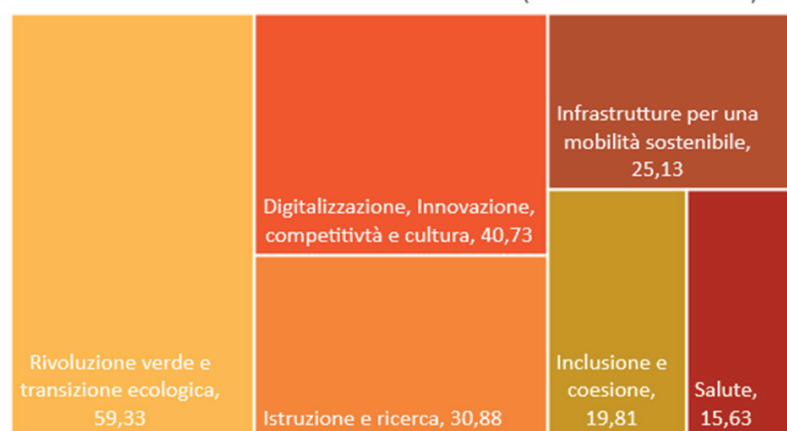 Rivoluzione verde e
transizione ecologica,
59,33
Digitalizzazione, Innovazione,
competitivtà e cultura, 40,73
Istruzione e ricerca, 30,88
Infrastrutture per una
mobilità sostenibile,
25,13
Inclusione e
coesione,
19,81
Salute,
15,63